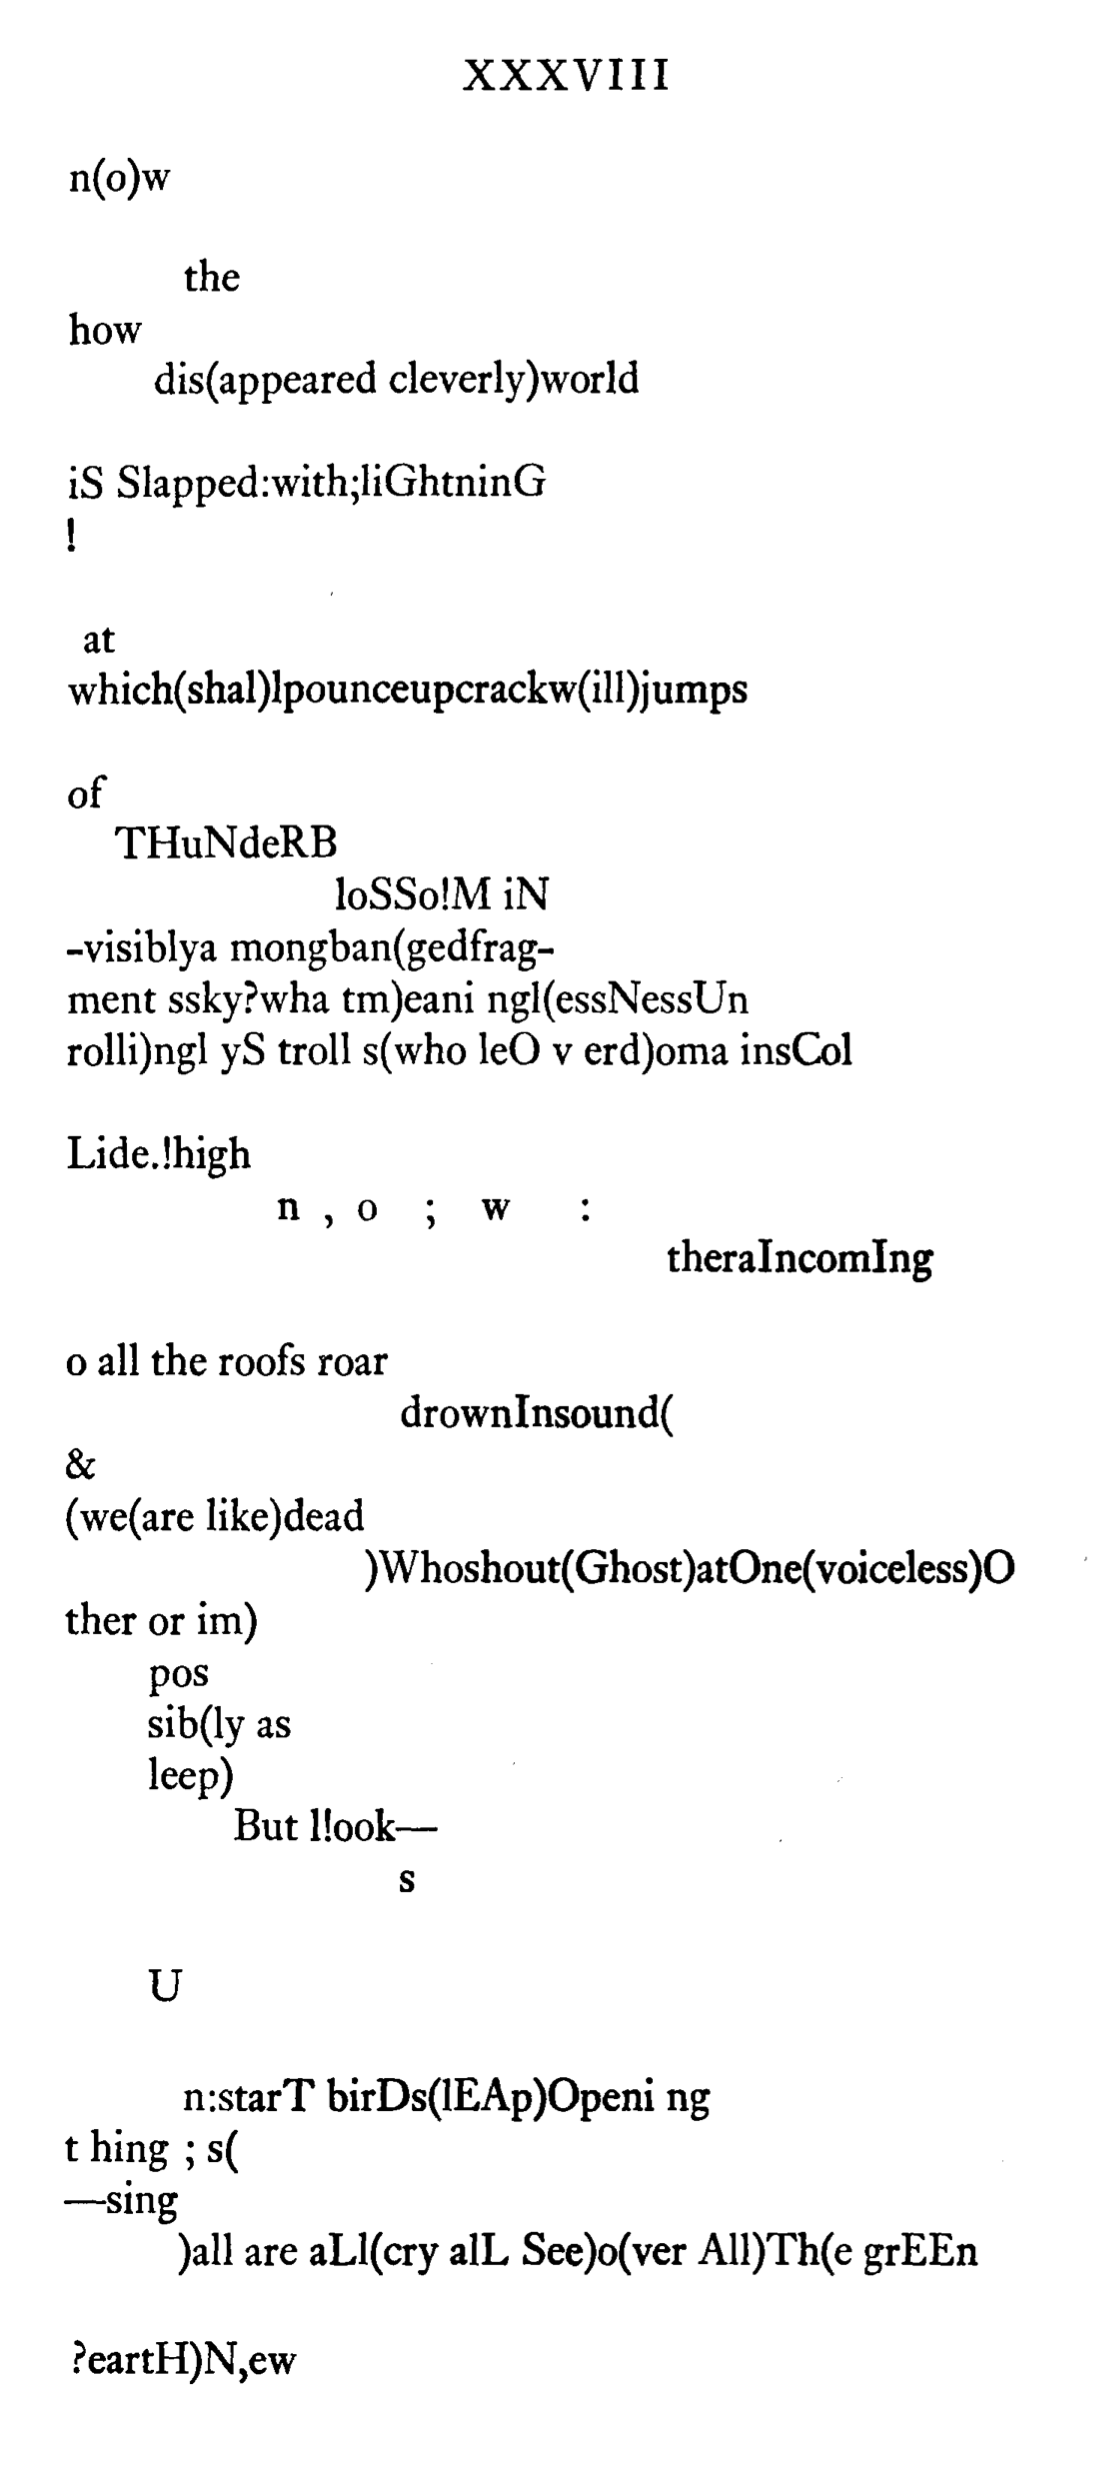 XXXVIII
n(o)w
the
how
dis(appeared cleverly)world
iS Slapped:with;liGhtninG
!
at
which(shal)lpounceupcrackw(ill)jumps
of
THuNdeRB
loSSo!M iN
-visiblya mongban(gedfrag-
ment ssky?wha tm)eani ngl(essNessUn
rolli)ngl yS troll s(who leO v erd)oma insCol
Lide.!high
n , o ; w :
theraIncomIng
o all the roofs roar
drownInsound(
&
(we(are like)dead
)Whoshout(Ghost)atOne(voiceless)O
ther or im)
pos
sib(ly as
leep)
But l!ook—
s
U
n:starT birDs(lEAp)Openi ng
t hing ; s(
—sing
)all are aLl(cry alL See)o(ver All)Th(e grEEn
?eartH)N,ew